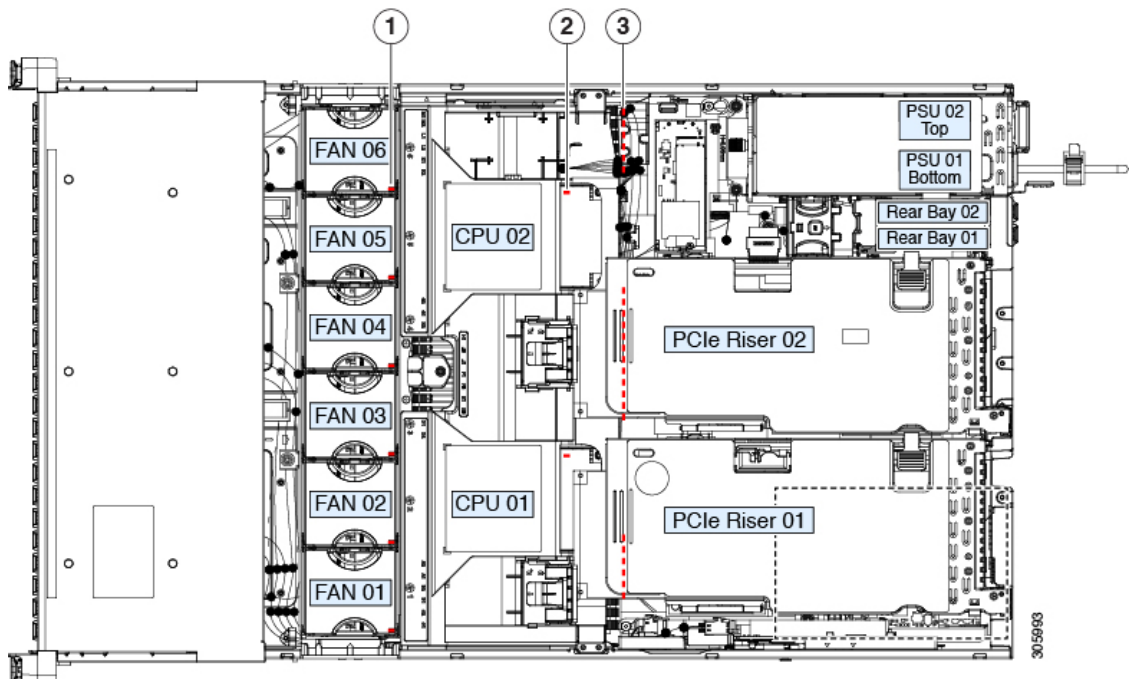 1
2
3
FAN 06
FAN 05
FAN 04
FAN 03
FAN 02
FAN 01
CPU 02
CPU 01
PSU 02
Top
PSU 01
Bottom
Rear Bay 02
Rear Bay 01
PCIe Riser 02
PCIe Riser 01
305993